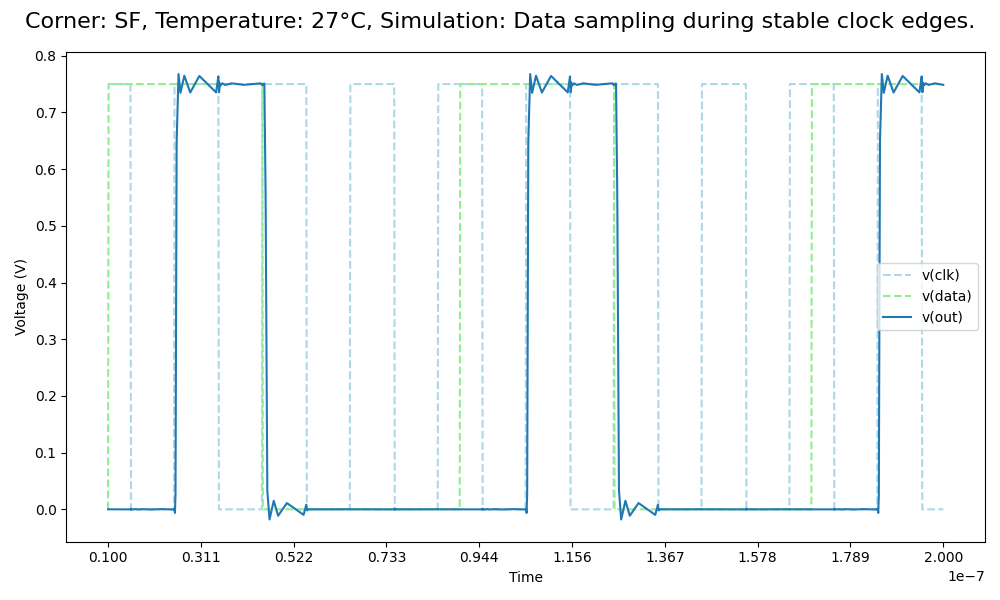 Corner: SF, Temperature: 27°C, Simulation: Data sampling during stable clock edges.
0.8
0.7
0.6
0.5
0.4
0.3
0.2
0.1
0.0
Voltage (V)
v(clk)
v(data)
v(out)
0.100 0.311 0.522 0.733 0.944 1.156 1.367 1.578 1.789 2.000
1e−7
Time